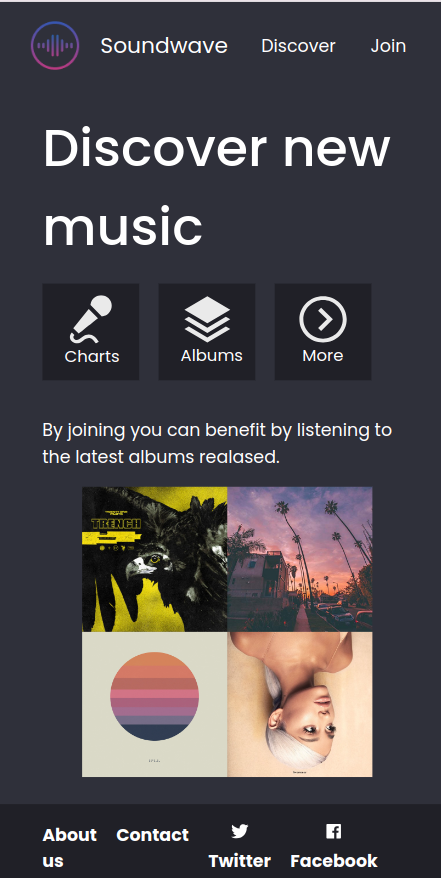 Soundwave Discover Join
Discover new
music
Charts Albums More
By joining you can benefit by listening to
the latest albums realased.
TRENCH
About us Contact Twitter Facebook